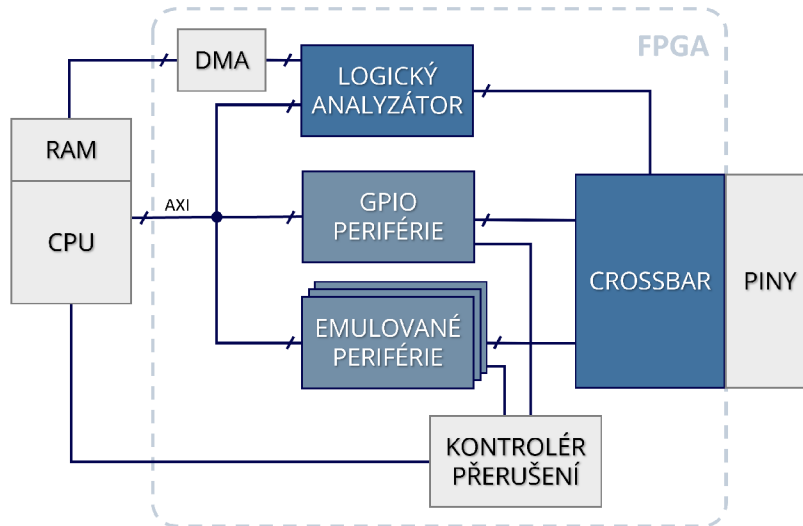 FPGA
DMA
LOGICKÝ
ANALYZÁTOR
RAM
CPU
AXI
GPIO
PERIFÉRIE
CROSSBAR
PINY
EMULOVANÉ
PERIFÉRIE
KONTROLÉR
PŘERUŠENÍ